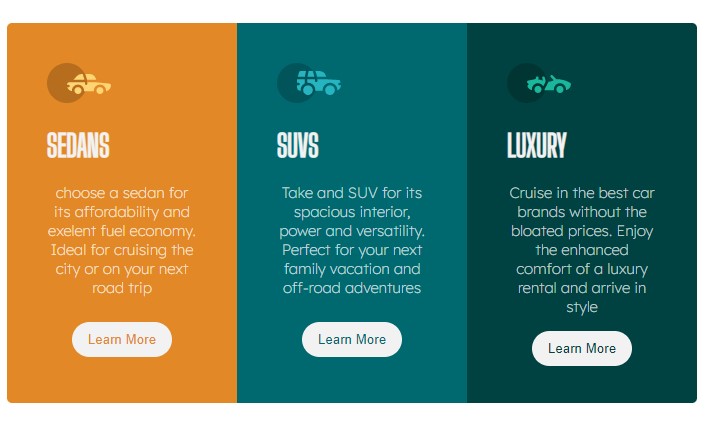 SEDANS
choose a sedan for
its affordability and
exelent fuel economy.
Ideal for cruising the
city or on your next
road trip
Learn More
SUVS
Take and SUV for its
spacious interior,
power and versatility.
Perfect for your next
family vacation and
off-road adventures
Learn More
LUXURY
Cruise in the best car
brands without the
bloated prices. Enjoy
the enhanced
comfort of a luxury
rental and arrive in
style
Learn More